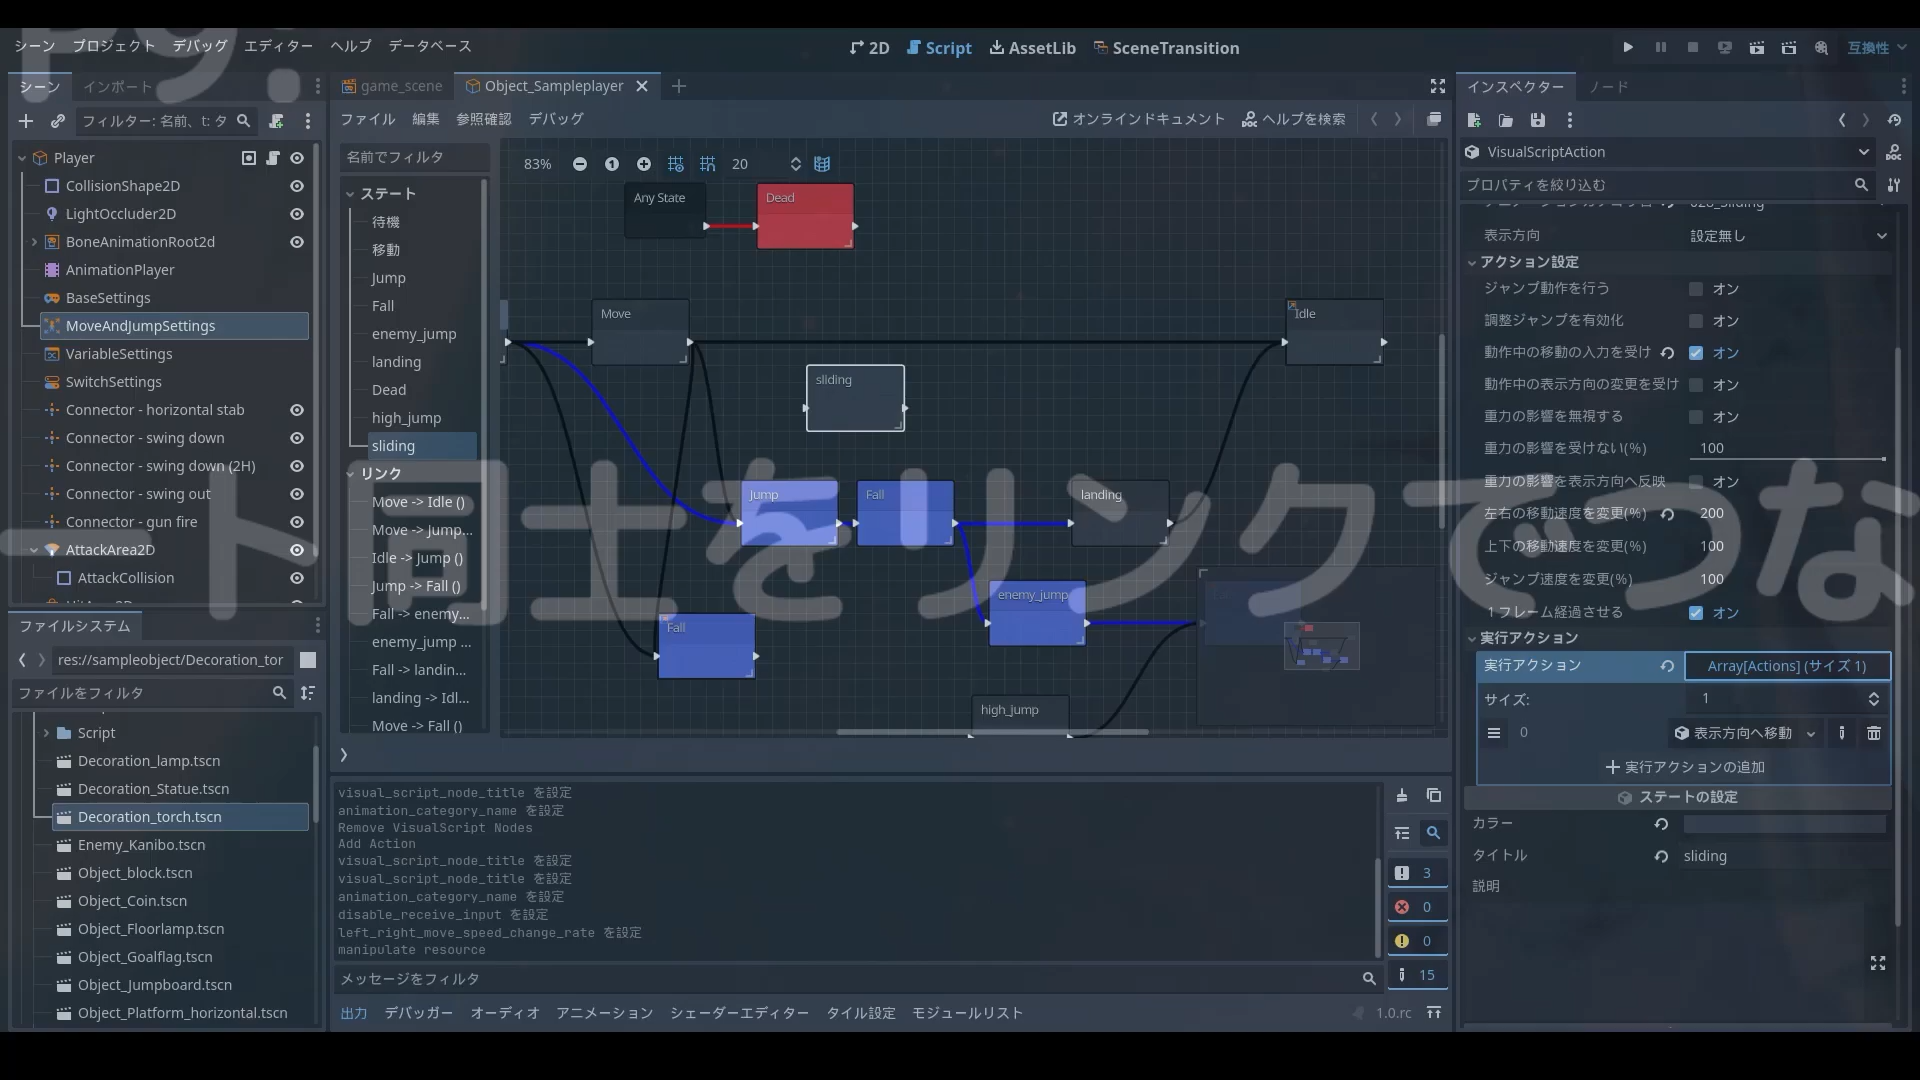 P9:
シーン プロジェクト デバッグ エディター ヘルプ データベース
2D Script AssetLib SceneTransition
互換性
シーン インポート
game_scene Object_Sampleplayer
インスペクター ノード
フィルター: 名前、t: タ
ファイル 編集 参照確認 デバッグ
オンラインドキュメント ヘルプを検索
Player
CollisionShape2D
LightOccluder2D
BoneAnimationRoot2d
AnimationPlayer
BaseSettings
MoveAndJumpSettings
VariableSettings
SwitchSettings
Connector - horizontal stab
Connector - swing down
Connector - swing down (2H)
Connector - swing out
Connector - gun fire
AttackArea2D
AttackCollision
ファイルシステム
res://sampleobject/Decoration_tor
ファイルをフィルタ
Script
Decoration_lamp.tscn
Decoration_Statue.tscn
Decoration_torch.tscn
Enemy_Kanibo.tscn
Object_block.tscn
Object_Coin.tscn
Object_Floorlamp.tscn
Object_Goalflag.tscn
Object_Jumpboard.tscn
Object_Platform_horizontal.tscn
名前でフィルタ
ステート
待機
移動
Jump
Fall
enemy_jump
landing
Dead
high_jump
sliding
リンク
Move -> Idle ()
Move -> Jump...
Idle -> Jump ()
Jump -> Fall ()
Fall -> enemy...
enemy_jump ...
Fall -> landin...
landing -> Idl...
Move -> Fall ()
83% 20
Any State
Dead
Move
Idle
sliding
Jump
Fall
landing
enemy_jump
Fall
high_jump
ート同士をリンクでつな
visual_script_node_title を設定
animation_category_name を設定
Remove VisualScript Nodes
Add Action
visual_script_node_title を設定
visual_script_node_title を設定
animation_category_name を設定
disable_receive_input を設定
left_right_move_speed_change_rate を設定
manipulate resource
メッセージをフィルタ
3
0
0
15
出力 デバッガー オーディオ アニメーション シェーダーエディター タイル設定 モジュールリスト
1.0.rc
VisualScriptAction
プロパティを絞り込む
表示方向 設定無し
アクション設定
ジャンプ動作を行う オン
調整ジャンプを有効化 オン
動作中の移動の入力を受け オン
動作中の表示方向の変更を受け オン
重力の影響を無視する オン
重力の影響を受けない(%) 100
重力の影響を表示方向へ反映 オン
左右の移動速度を変更(%) 200
上下の移動速度を変更(%) 100
ジャンプ速度を変更(%) 100
1 フレーム経過させる オン
実行アクション
実行アクション Array[Actions] (サイズ 1)
サイズ: 1
0 表示方向へ移動
実行アクションの追加
ステートの設定
カラー
タイトル sliding
説明